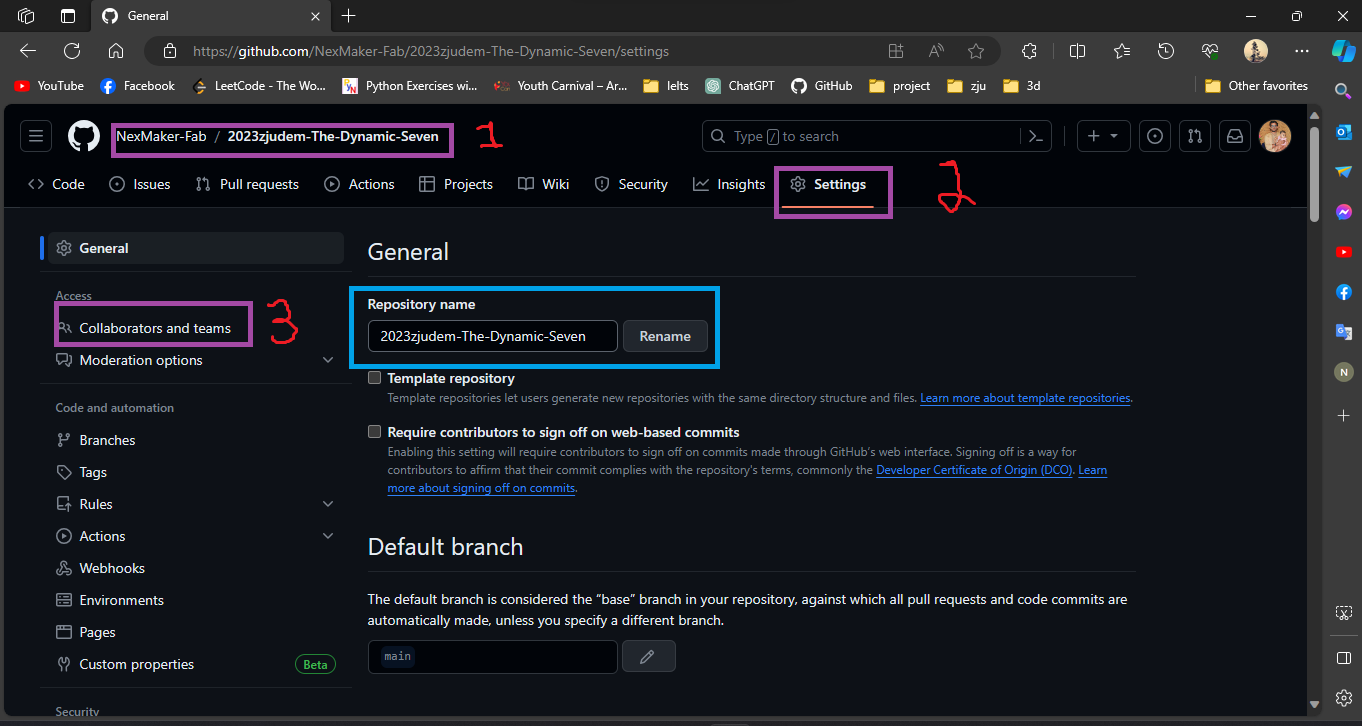 General
https://github.com/NexMaker-Fab/2023zjudem-The-Dynamic-Seven/settings
YouTube Facebook LeetCode - The Wo... Python Exercises wi... Youth Carnival – Ar... Ielts ChatGPT GitHub project zju 3d Other favorites
NexMaker-Fab / 2023zjudem-The-Dynamic-Seven 1 Type / to search
Code Issues Pull requests Actions Projects Wiki Security Insights Settings 2
General
General
Access
Repository name
Collaborators and teams 3
2023zjudem-The-Dynamic-Seven Rename
Moderation options
Template repository
Template repositories let users generate new repositories with the same directory structure and files. Learn more about template repositories.
Code and automation
Require contributors to sign off on web-based commits
Branches
Enabling this setting will require contributors to sign off on commits made through GitHub's web interface. Signing off is a way for
contributors to affirm that their commit complies with the repository's terms, commonly the Developer Certificate of Origin (DCO). Learn
more about signing off on commits.
Tags
Rules
Actions
Default branch
Webhooks
Environments
The default branch is considered the “base” branch in your repository, against which all pull requests and code commits are
automatically made, unless you specify a different branch.
Pages
main
Custom properties Beta
Security
N